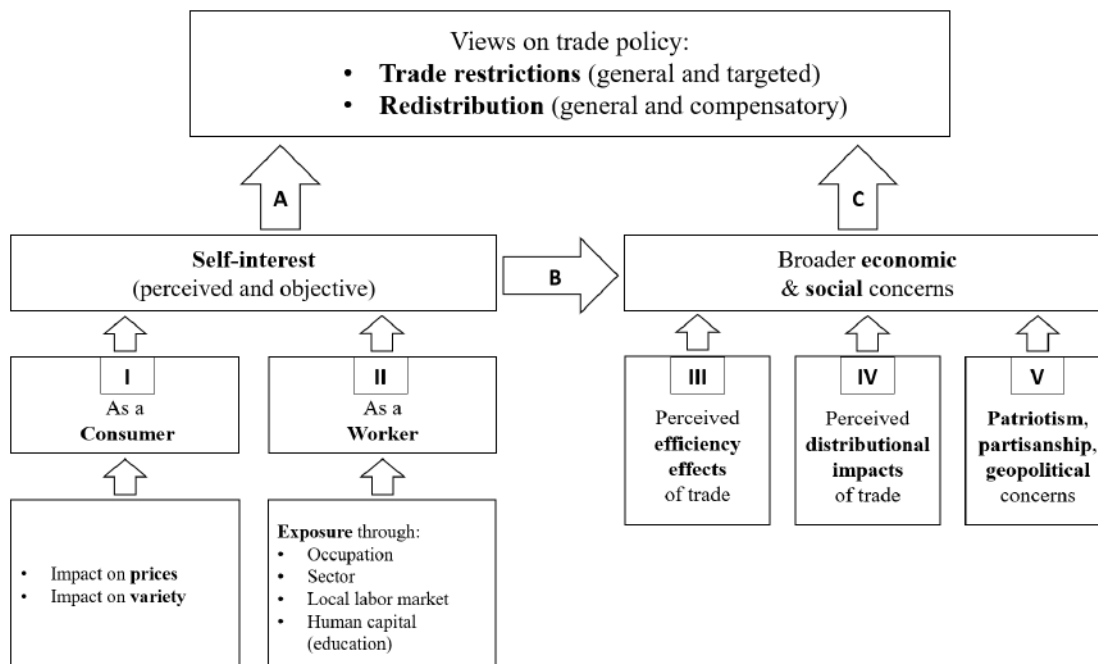 Views on trade policy:
• Trade restrictions (general and targeted)
• Redistribution (general and compensatory)
A
C
Self-interest
(perceived and objective)
B
Broader economic
& social concerns
I
As a
Consumer
II
As a
Worker
III
Perceived
efficiency
effects
of trade
IV
Perceived
distributional
impacts
of trade
V
Patriotism,
partisanship,
geopolitical
concerns
• Impact on prices
• Impact on variety
Exposure through:
• Occupation
• Sector
• Local labor market
• Human capital
(education)